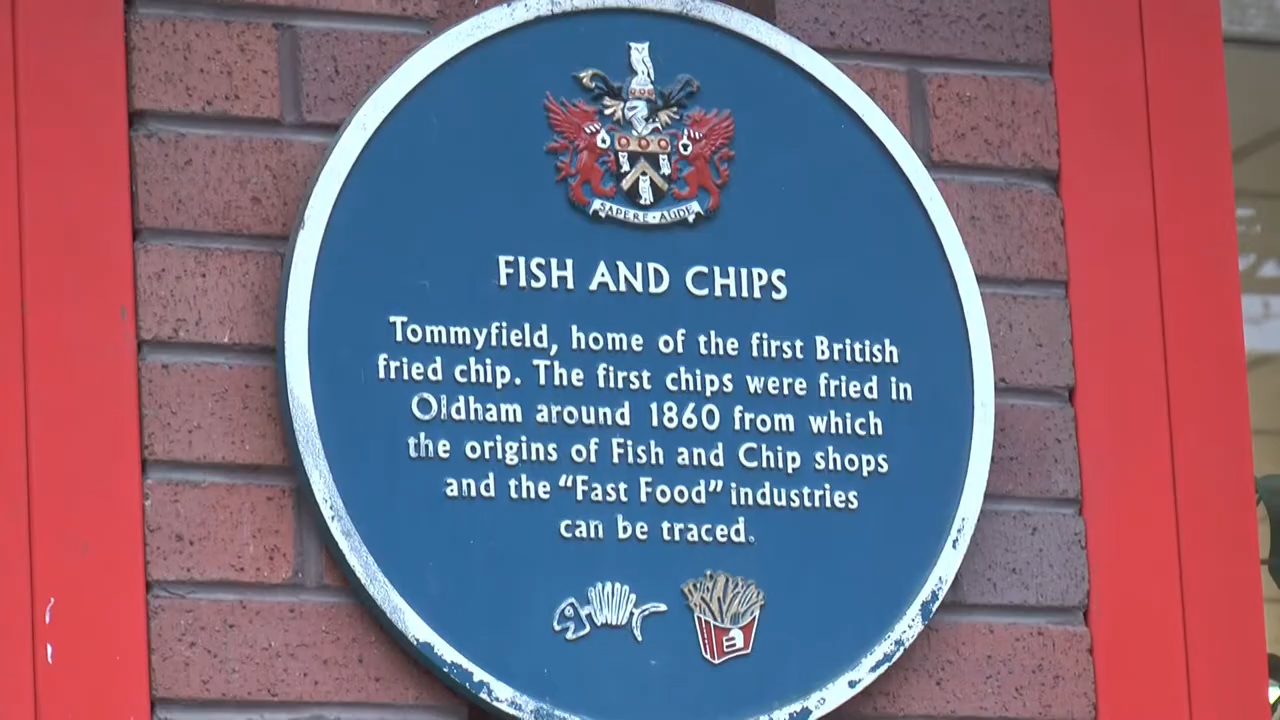 SAPERE · AUDE
FISH AND CHIPS
Tommyfield, home of the first British
fried chip. The first chips were fried in
Oldham around 1860 from which
the origins of Fish and Chip shops
and the “Fast Food” industries
can be traced.